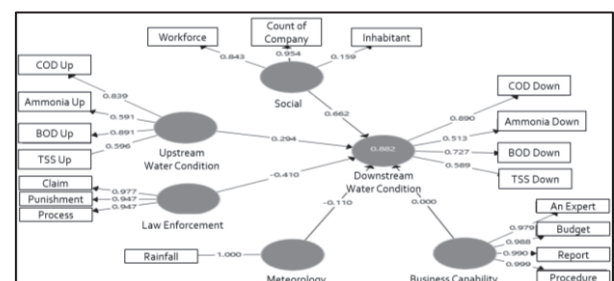 Count of
Company
Workforce
Inhabitant
0.843
0.954
0.159
Social
COD Up
Ammonia Up
BOD Up
TSS Up
0.839
0.591
0.891
0.596
Upstream
Water Condition
0.662
0.294
0.882
Downstream
Water Condition
COD Down
Ammonia Down
BOD Down
TSS Down
0.890
0.513
0.727
0.589
Claim
Punishment
Process
0.977
0.947
0.947
Law Enforcement
-0.410
-0.110
0.000
Rainfall
1.000
Meteorology
Business Capability
An Expert
Budget
Report
Procedure
0.979
0.988
0.990
0.999